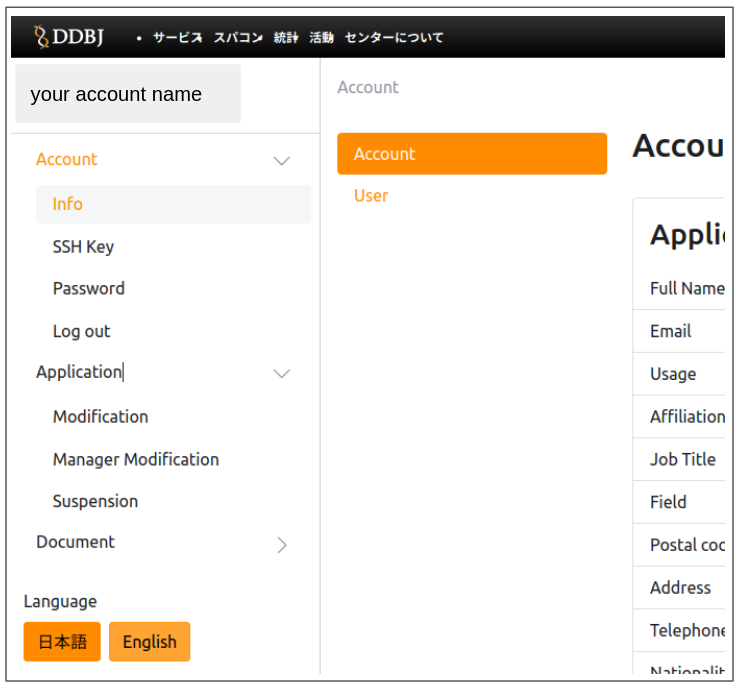 DDBJ • サービス スパコン 統計 活動 センターについて
your account name
Account
Info
SSH Key
Password
Log out
Application
Modification
Manager Modification
Suspension
Document
Language
日本語 English
Account
Account
User
Accou
Appli
Full Name
Email
Usage
Affiliation
Job Title
Field
Postal cod
Address
Telephone
Nationalit